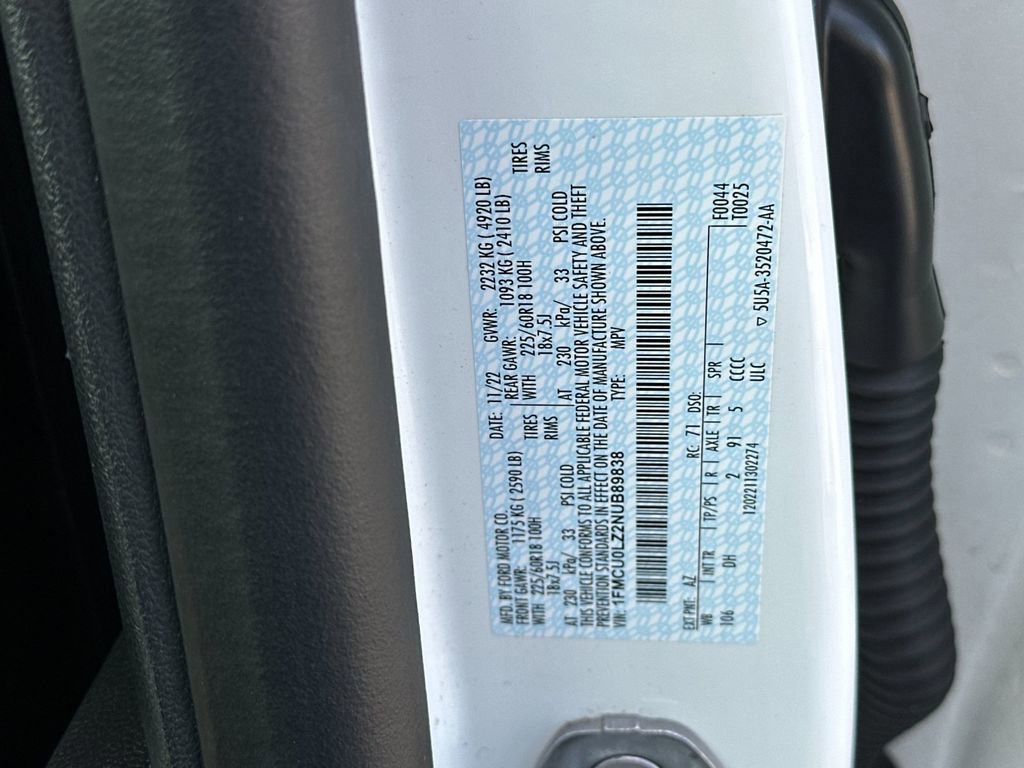 MFD. BY FORD MOTOR CO. DATE: 11/22 GVWR: 2232 KG ( 4920 LB)
FRONT GAWR: 1175 KG ( 2590 LB) REAR GAWR: 1093 KG ( 2410 LB)
WITH 225/60R18 100H TIRES WITH 225/60R18 100H TIRES
18x7.5J RIMS 18x7.5J RIMS
AT 230 kPa/ 33 PSI COLD AT 230 kPa/ 33 PSI COLD
THIS VEHICLE CONFORMS TO ALL APPLICABLE FEDERAL MOTOR VEHICLE SAFETY AND THEFT
PREVENTION STANDARDS IN EFFECT ON THE DATE OF MANUFACTURE SHOWN ABOVE.
VIN: 1FMCU0LZ2NUB89838 TYPE: MPV
EXT PNT: AZ RC: 71 DSO: F0044
WB INT TR TP/PS R AXLE TR SPR T0025
106 DH 2 91 5 CCCC
1202211302274 ULC ▽ 5U5A-3520472-AA